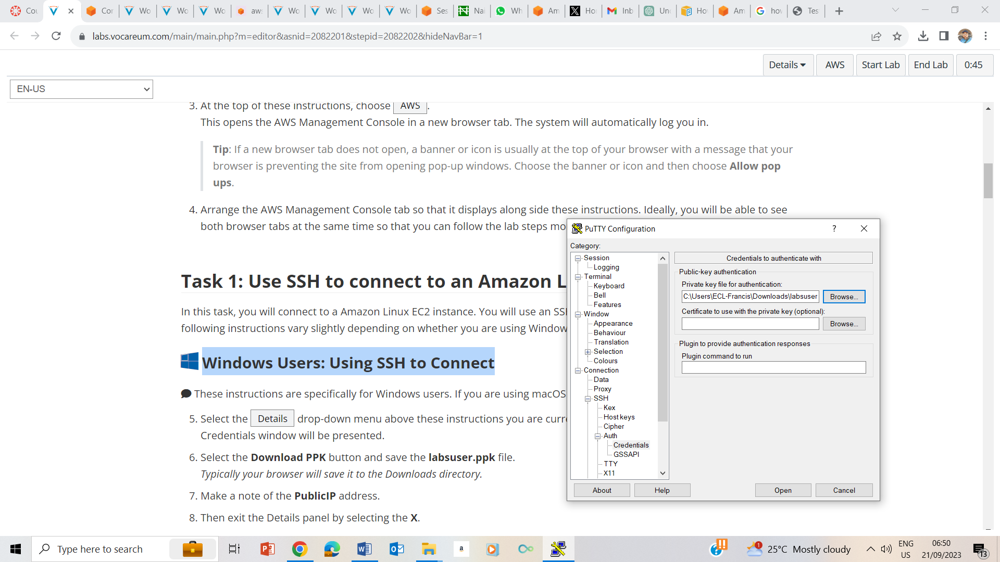 Cou
Cor
Wo
Wo
Wo
aws
Wo
Wo
Wo
Wo
Ses
Nai
Wh
Am
Ho
Inb
Und
Ho
Am
how
Tes
labs.vocareum.com/main/main.php?m=editor&asnid=2082201&stepid=2082202&hideNavBar=1
Details
AWS
Start Lab
End Lab
0:45
EN-US
3. At the top of these instructions, choose AWS.
This opens the AWS Management Console in a new browser tab. The system will automatically log you in.
Tip: If a new browser tab does not open, a banner or icon is usually at the top of your browser with a message that your
browser is preventing the site from opening pop-up windows. Choose the banner or icon and then choose Allow pop
ups.
4. Arrange the AWS Management Console tab so that it displays along side these instructions. Ideally, you will be able to see
both browser tabs at the same time so that you can follow the lab steps mo
Task 1: Use SSH to connect to an Amazon L
In this task, you will connect to a Amazon Linux EC2 instance. You will use an SS
following instructions vary slightly depending on whether you are using Window
Windows Users: Using SSH to Connect
These instructions are specifically for Windows users. If you are using macOS
5. Select the Details drop-down menu above these instructions you are curre
Credentials window will be presented.
6. Select the Download PPK button and save the labsuser.ppk file.
Typically your browser will save it to the Downloads directory.
7. Make a note of the PublicIP address.
8. Then exit the Details panel by selecting the X.
PuTTY Configuration
?
Category:
Session
Logging
Terminal
Keyboard
Bell
Features
Window
Appearance
Behaviour
Translation
Selection
Colours
Connection
Data
Proxy
SSH
Kex
Host keys
Cipher
Auth
Credentials
GSSAPI
TTY
X11
Credentials to authenticate with
Public-key authentication
Private key file for authentication:
C:\Users\ECL-Francis\Downloads\labsuser
Browse...
Certificate to use with the private key (optional):
Browse...
Plugin to provide authentication responses
Plugin command to run
About
Help
Open
Cancel
Type here to search
a
1
25°C Mostly cloudy
ENG
US
06:50
21/09/2023
13